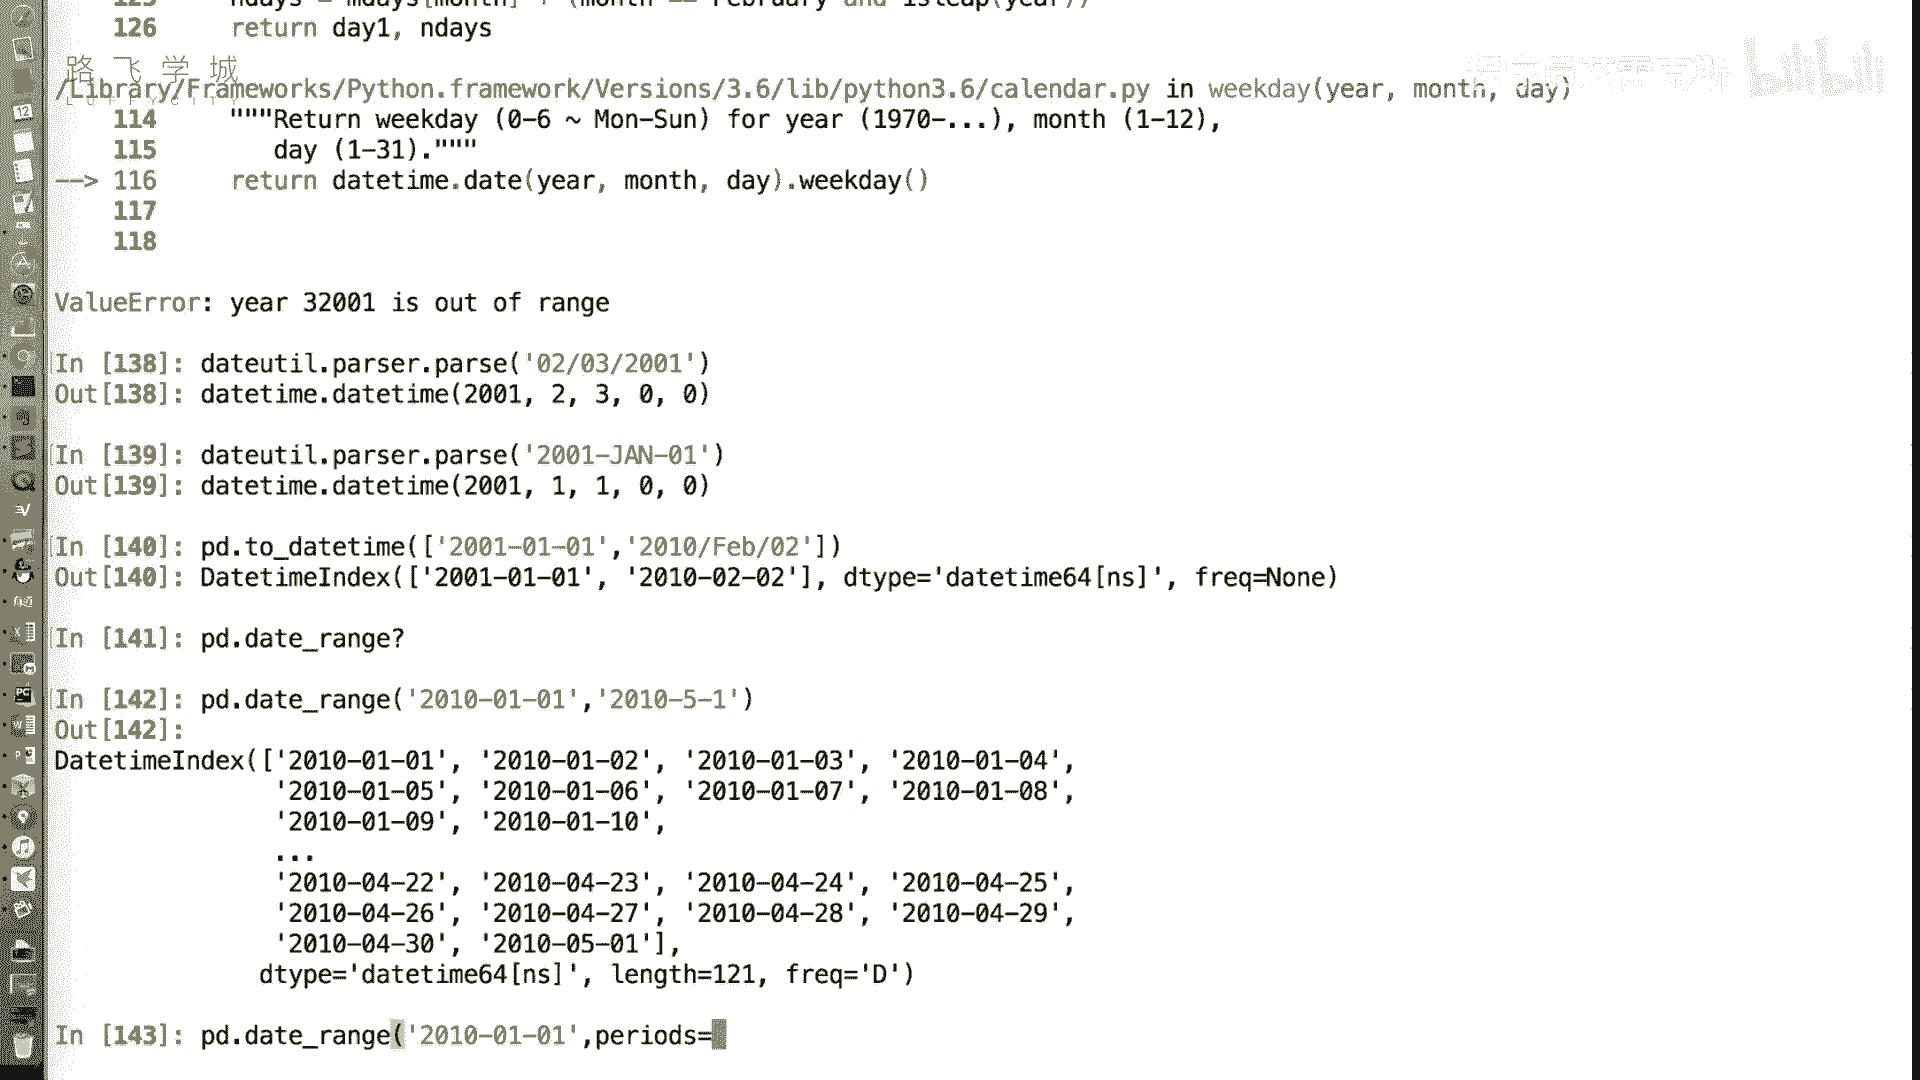 126     return day1, ndays
路飞学城
bilibili
/Library/Frameworks/Python.framework/Versions/3.6/lib/python3.6/calendar.py in weekday(year, month, day)
LUFFYCITY
    114     """Return weekday (0-6 ~ Mon-Sun) for year (1970-...), month (1-12),
    115        day (1-31)."""
--> 116     return datetime.date(year, month, day).weekday()
    117
    118
ValueError: year 32001 is out of range
In [138]: dateutil.parser.parse('02/03/2001')
Out[138]: datetime.datetime(2001, 2, 3, 0, 0)
In [139]: dateutil.parser.parse('2001-JAN-01')
Out[139]: datetime.datetime(2001, 1, 1, 0, 0)
In [140]: pd.to_datetime(['2001-01-01','2010/Feb/02'])
Out[140]: DatetimeIndex(['2001-01-01', '2010-02-02'], dtype='datetime64[ns]', freq=None)
In [141]: pd.date_range?
In [142]: pd.date_range('2010-01-01','2010-5-1')
Out[142]:
DatetimeIndex(['2010-01-01', '2010-01-02', '2010-01-03', '2010-01-04',
               '2010-01-05', '2010-01-06', '2010-01-07', '2010-01-08',
               '2010-01-09', '2010-01-10',
               ...
               '2010-04-22', '2010-04-23', '2010-04-24', '2010-04-25',
               '2010-04-26', '2010-04-27', '2010-04-28', '2010-04-29',
               '2010-04-30', '2010-05-01'],
              dtype='datetime64[ns]', length=121, freq='D')
In [143]: pd.date_range('2010-01-01',periods=